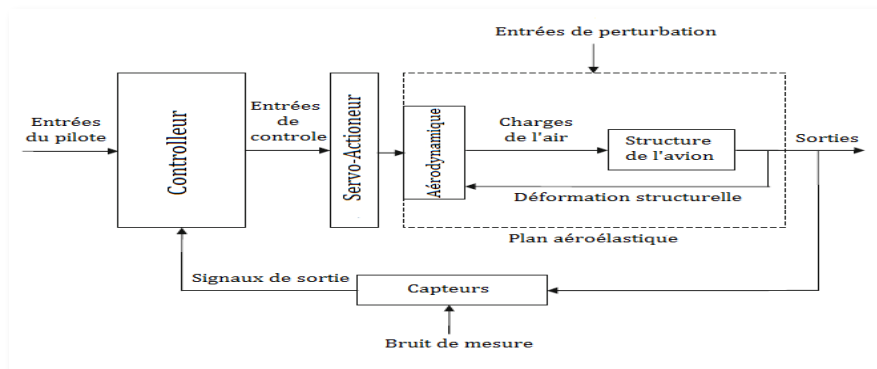 Entrées de perturbation
Entrées
du pilote
Controlleur
Entrées
de
controle
Servo-Actioneur
Aérodynamique
Charges
de l'air
Structure
de l'avion
Sorties
Déformation structurelle
Plan aéroélastique
Signaux de sortie
Capteurs
Bruit de mesure